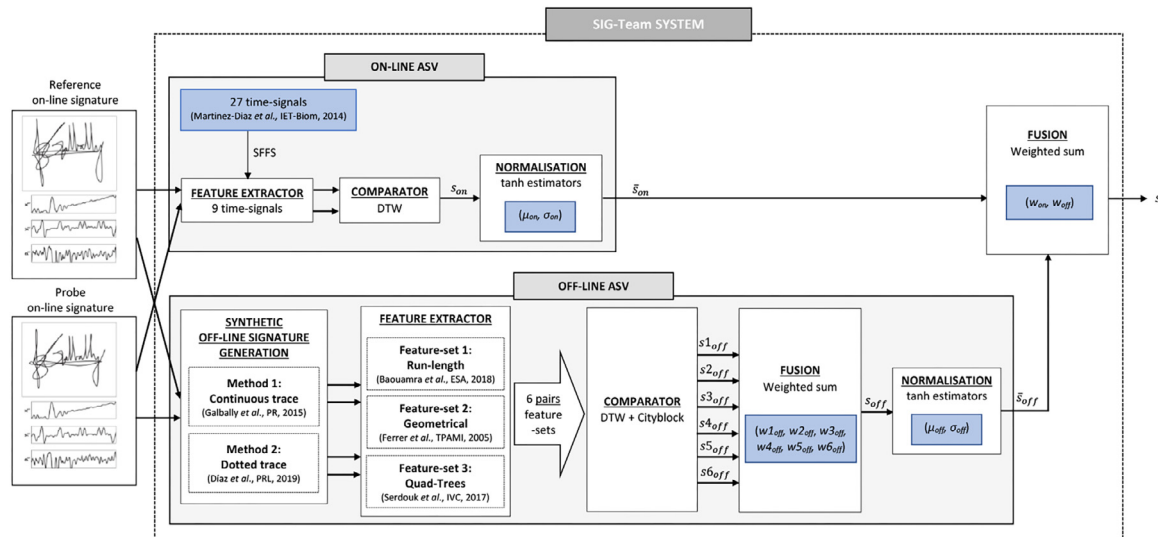 SIG-Team SYSTEM
ON-LINE ASV
Reference
on-line signature
27 time-signals
(Martinez-Diaz et al., IET-Biom, 2014)
SFFS
FEATURE EXTRACTOR
9 time-signals
COMPARATOR
DTW
s_on
NORMALISATION
tanh estimators
(μ_on, σ_on)
s̄_on
FUSION
Weighted sum
(w_on, w_off)
s
Probe
on-line signature
OFF-LINE ASV
SYNTHETIC
OFF-LINE SIGNATURE
GENERATION
Method 1:
Continuous trace
(Galbally et al., PR, 2015)
Method 2:
Dotted trace
(Díaz et al., PRL, 2019)
FEATURE EXTRACTOR
Feature-set 1:
Run-length
(Baouamra et al., ESA, 2018)
Feature-set 2:
Geometrical
(Ferrer et al., TPAMI, 2005)
Feature-set 3:
Quad-Trees
(Serdouk et al., IVC, 2017)
6 pairs
feature
-sets
COMPARATOR
DTW + Cityblock
s1_off
s2_off
s3_off
s4_off
s5_off
s6_off
FUSION
Weighted sum
(w1_off, w2_off, w3_off,
w4_off, w5_off, w6_off)
s_off
NORMALISATION
tanh estimators
(μ_off, σ_off)
s̄_off